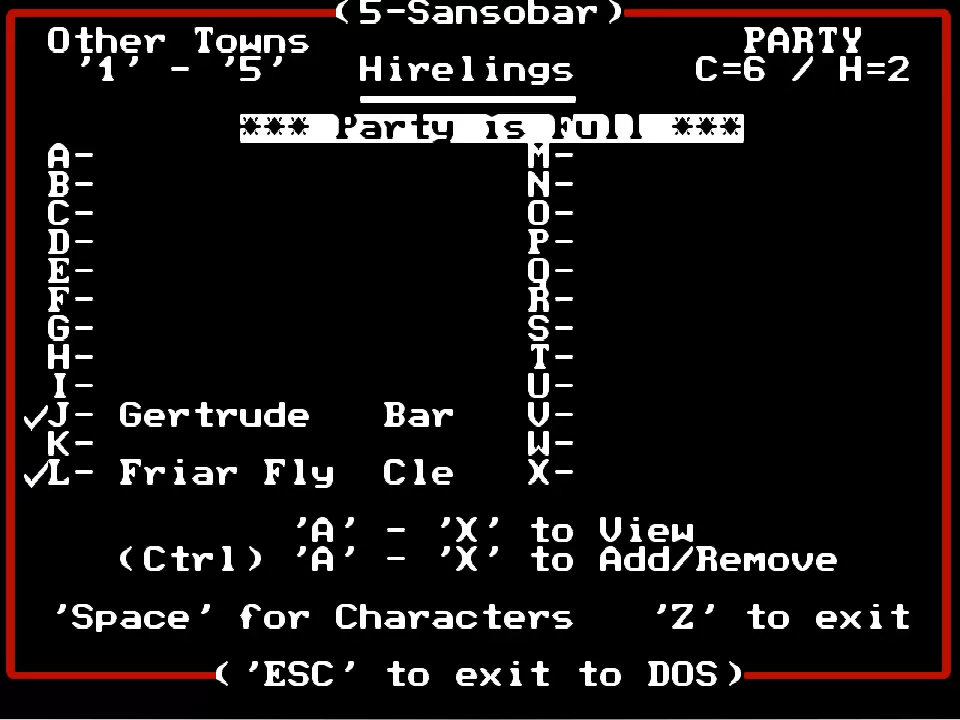 (5-Sansobar)
Other Towns PARTY
'1' - '5' Hirelings C=6 / H=2
*** Party is Full ***
A- M-
B- N-
C- O-
D- P-
E- Q-
F- R-
G- S-
H- T-
I- U-
✓J- Gertrude Bar V-
K- W-
✓L- Friar Fly Cle X-
'A' - 'X' to View
(Ctrl) 'A' - 'X' to Add/Remove
'Space' for Characters 'Z' to exit
('ESC' to exit to DOS)